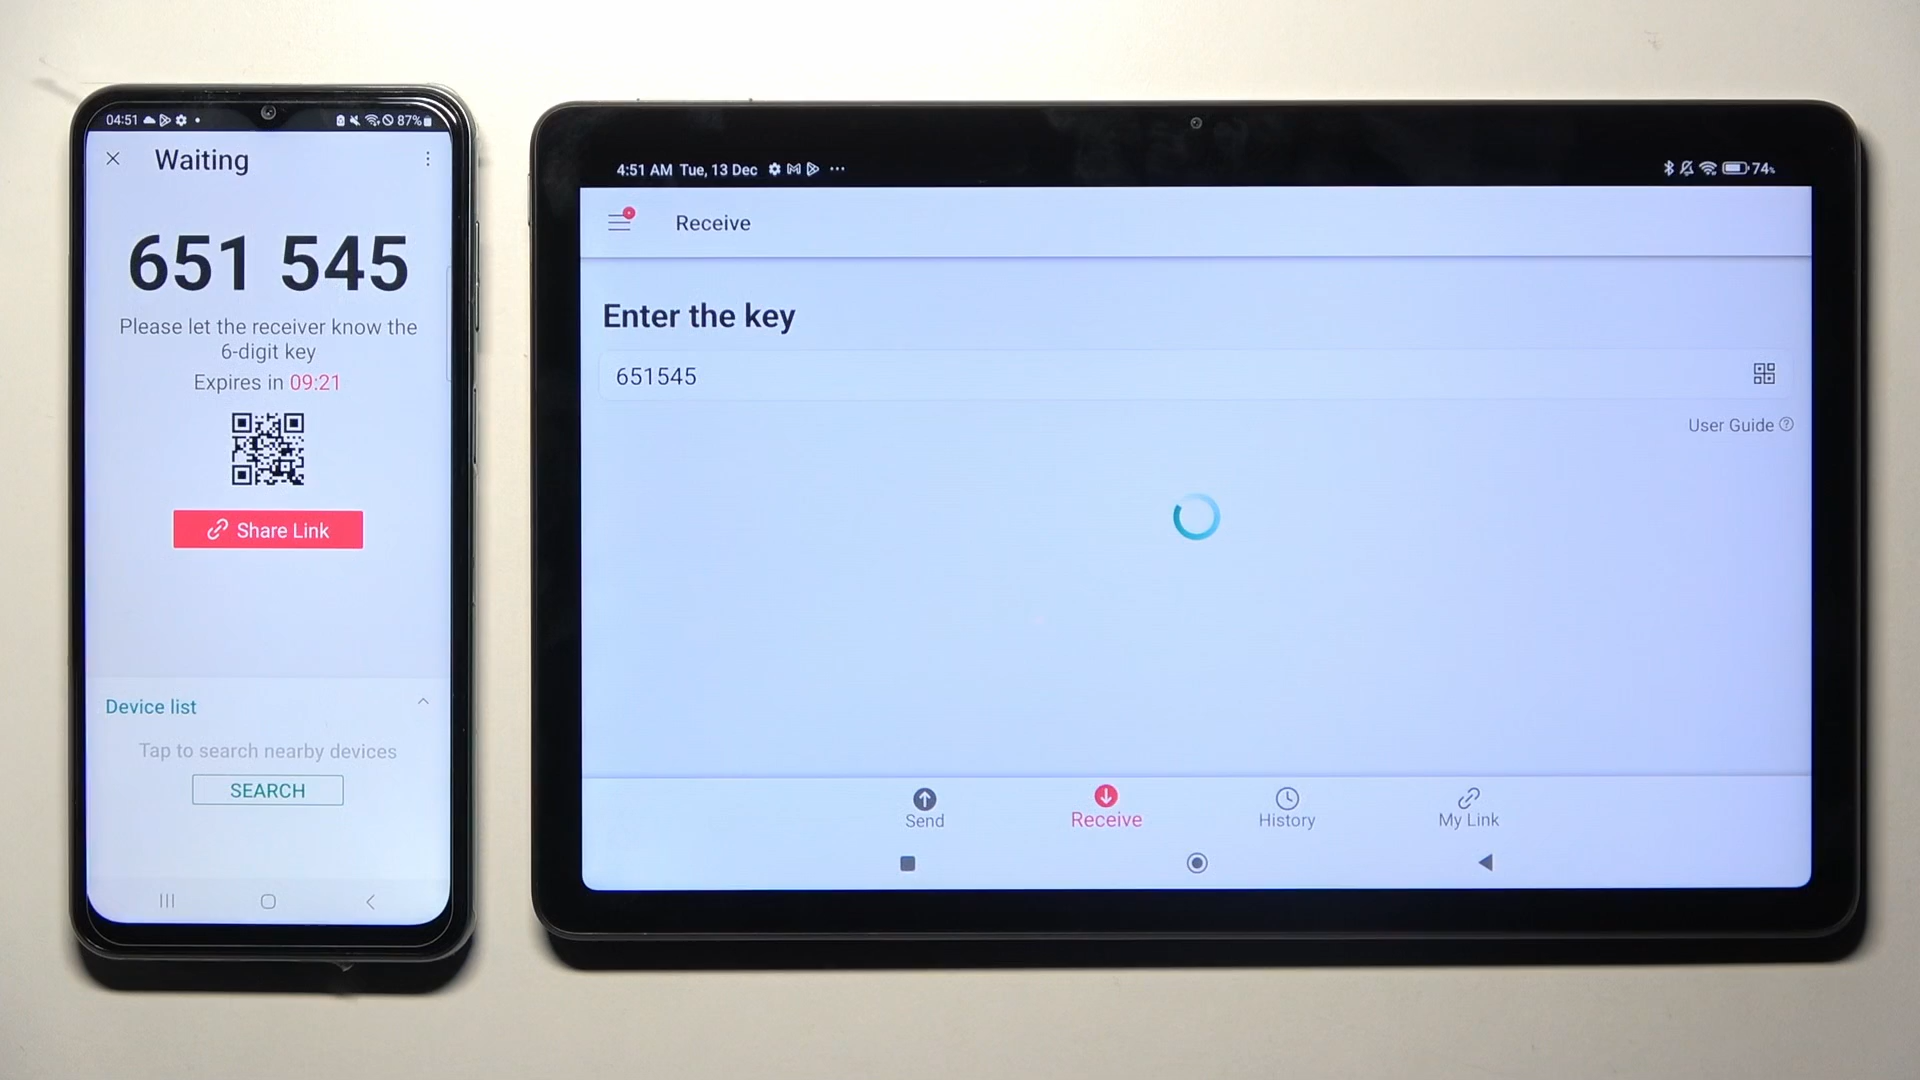 04:51
87%
Waiting
651 545
Please let the receiver know the
6-digit key
Expires in 09:21
Share Link
Device list
Tap to search nearby devices
SEARCH
4:51 AM Tue, 13 Dec
74%
Receive
Enter the key
651545
User Guide
Send
Receive
History
My Link